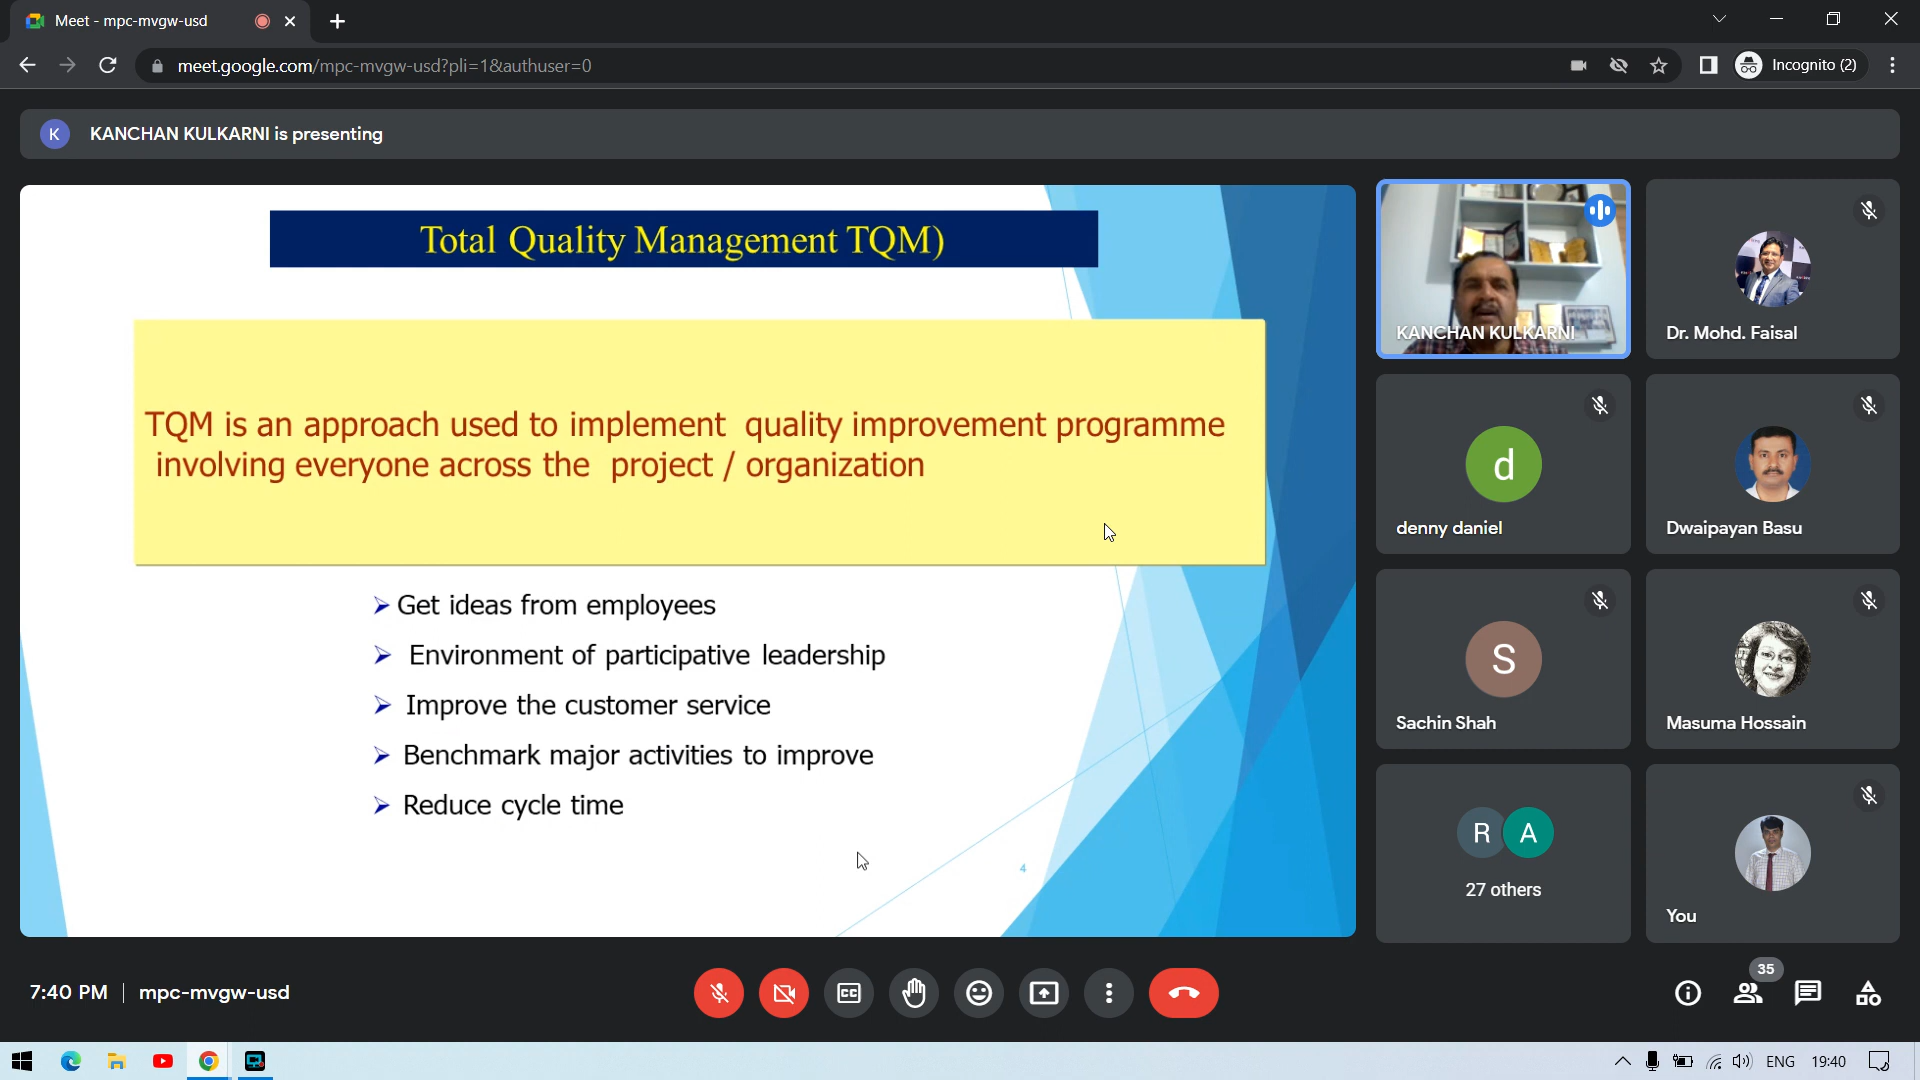 Meet - mpc-mvgw-usd
meet.google.com/mpc-mvgw-usd?pli=1&authuser=0
Incognito (2)
K
KANCHAN KULKARNI is presenting
Total Quality Management TQM)
TQM is an approach used to implement quality improvement programme
involving everyone across the project / organization
Get ideas from employees
Environment of participative leadership
Improve the customer service
Benchmark major activities to improve
Reduce cycle time
4
KANCHAN KULKARNI
Dr. Mohd. Faisal
d
denny daniel
Dwaipayan Basu
S
Sachin Shah
Masuma Hossain
R A
27 others
You
7:40 PM | mpc-mvgw-usd
CC
35
ENG 19:40